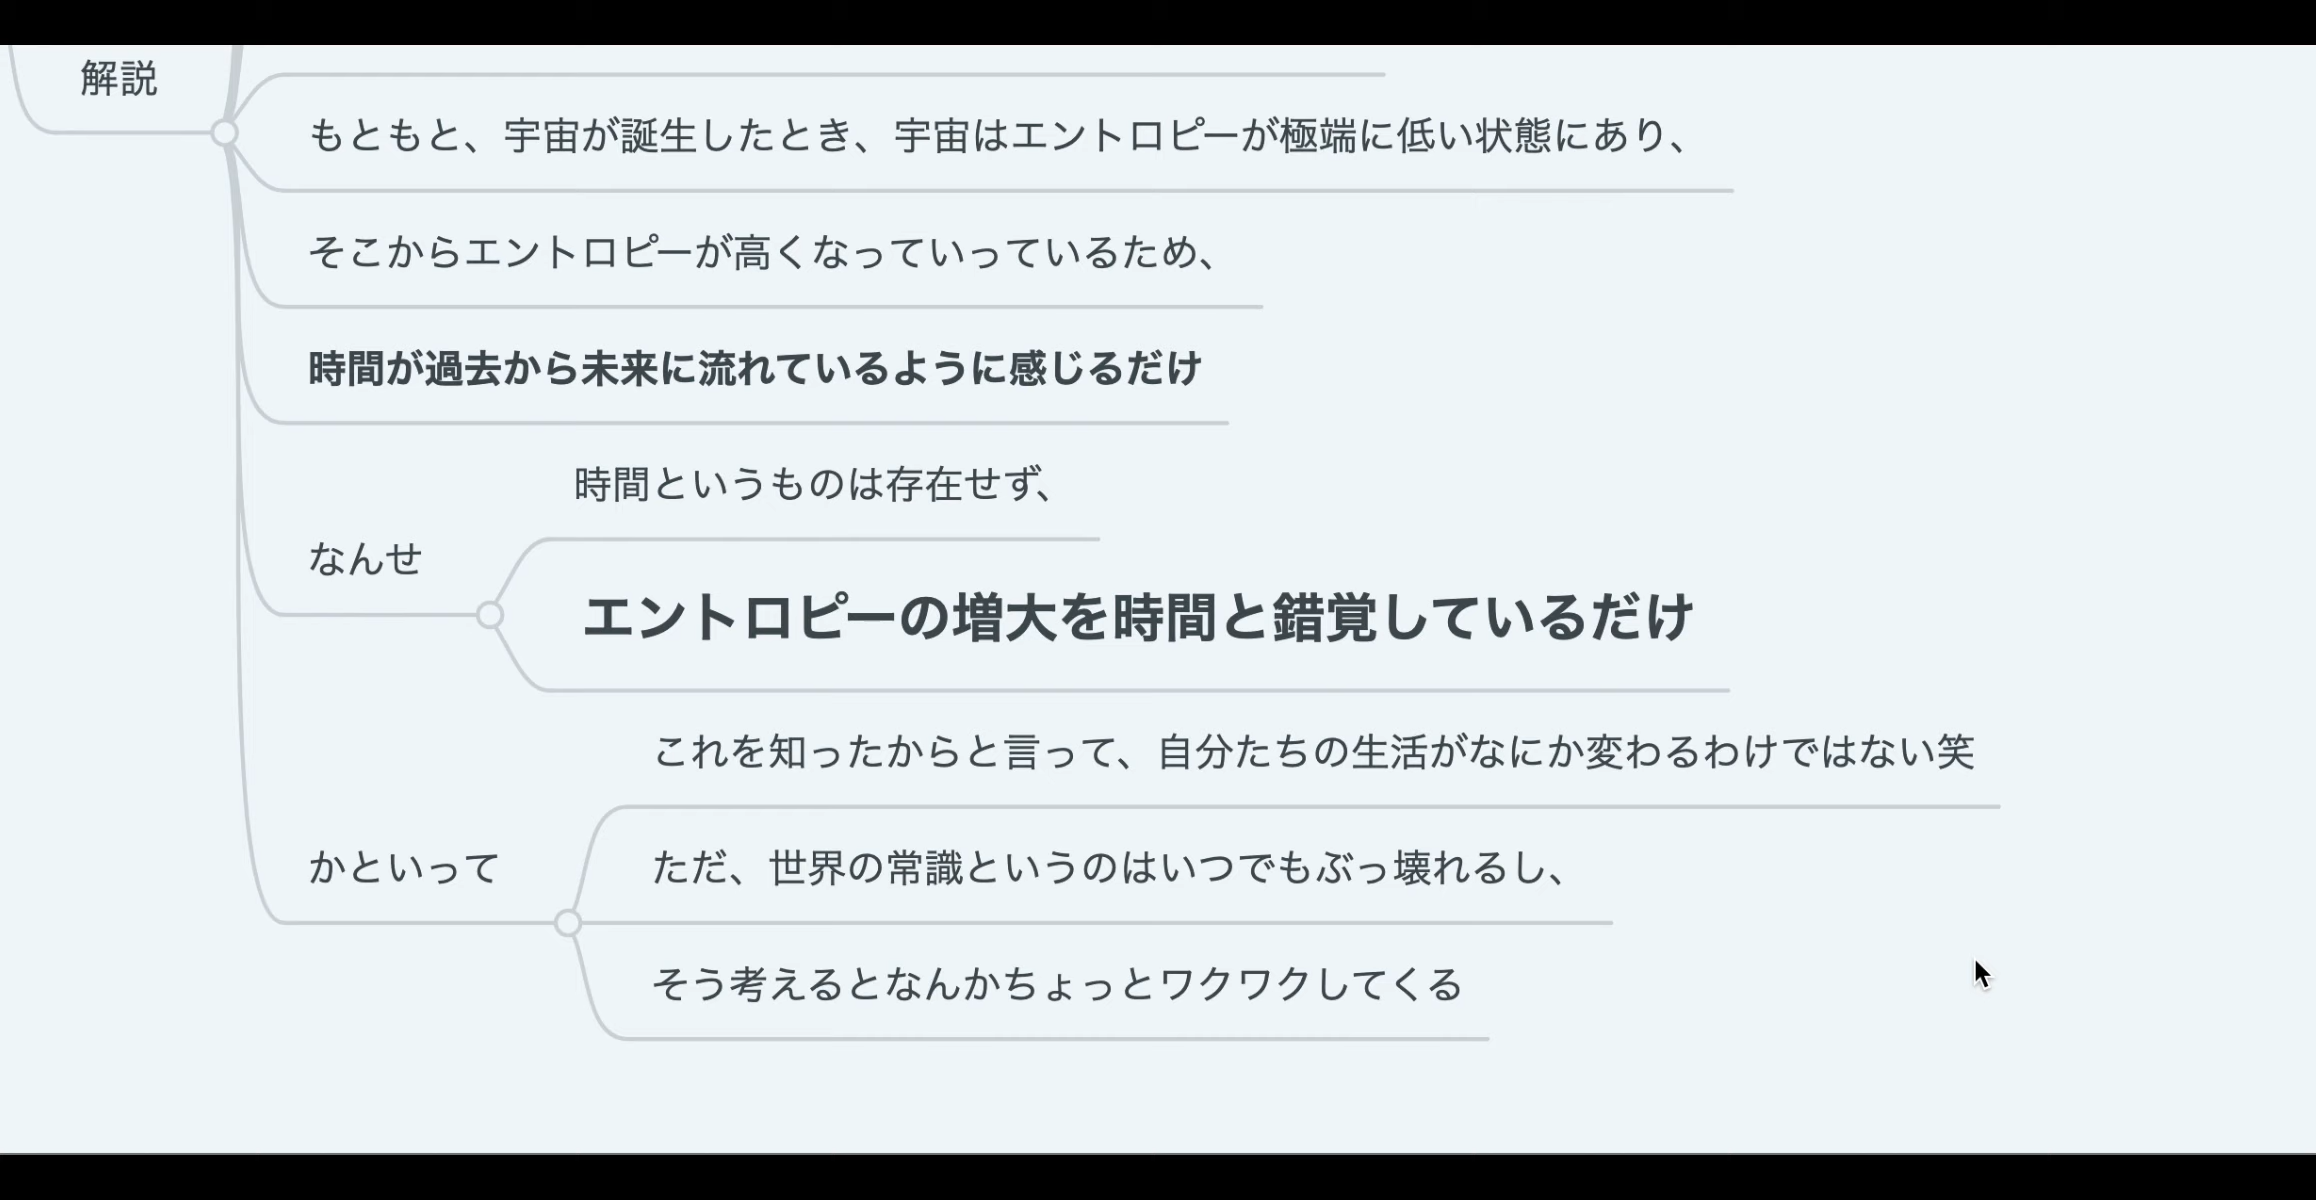 解説
もともと、宇宙が誕生したとき、宇宙はエントロピーが極端に低い状態にあり、
そこからエントロピーが高くなっていっているため、
時間が過去から未来に流れているように感じるだけ
なんせ
時間というものは存在せず、
エントロピーの増大を時間と錯覚しているだけ
かといって
これを知ったからと言って、自分たちの生活がなにか変わるわけではない笑
ただ、世界の常識というのはいつでもぶっ壊れるし、
そう考えるとなんかちょっとワクワクしてくる